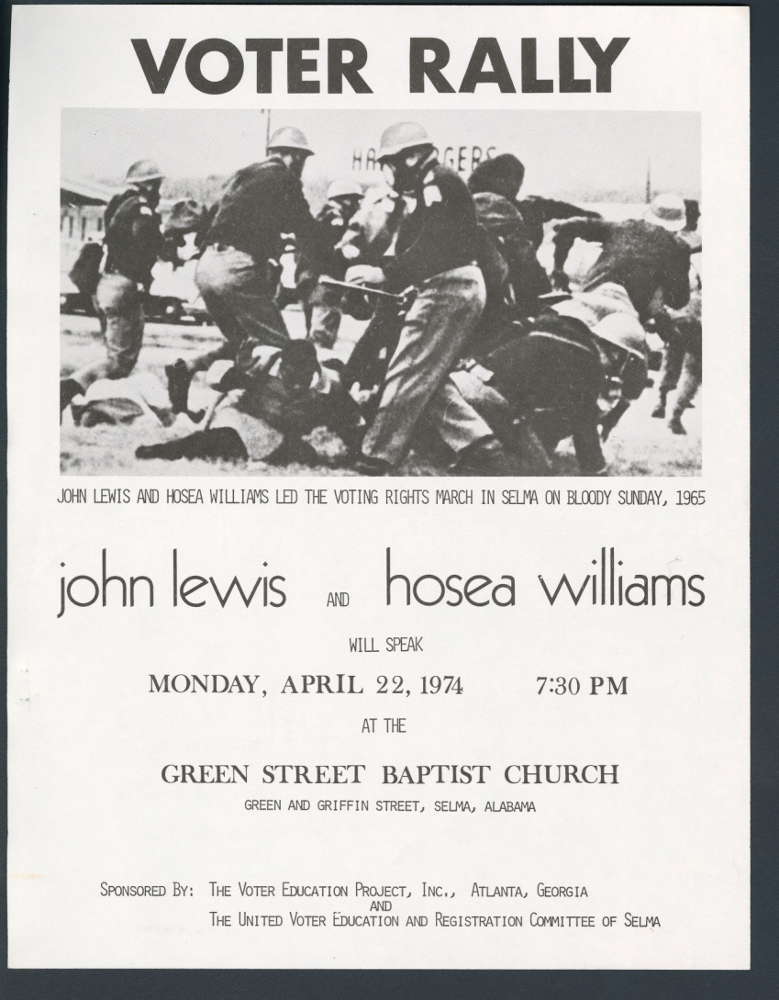 VOTER RALLY
HA GERS
JOHN LEWIS AND HOSEA WILLIAMS LED THE VOTING RIGHTS MARCH IN SELMA ON BLOODY SUNDAY, 1965
john lewis AND hosea williams
WILL SPEAK
MONDAY, APRIL 22, 1974 7:30 PM
AT THE
GREEN STREET BAPTIST CHURCH
GREEN AND GRIFFIN STREET, SELMA, ALABAMA
SPONSORED BY: THE VOTER EDUCATION PROJECT, INC., ATLANTA, GEORGIA
AND
THE UNITED VOTER EDUCATION AND REGISTRATION COMMITTEE OF SELMA